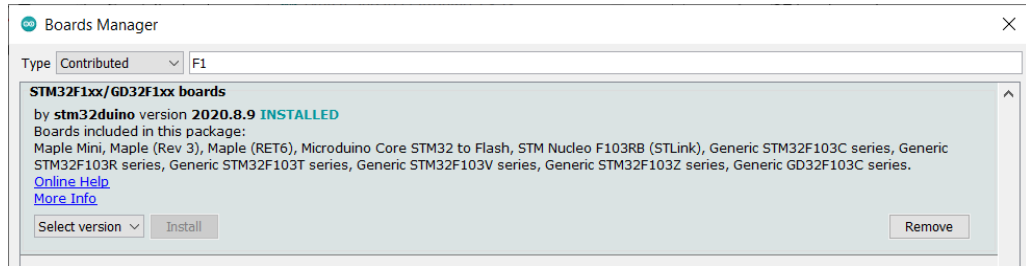 Boards Manager
Type Contributed F1
STM32F1xx/GD32F1xx boards
by stm32duino version 2020.8.9 INSTALLED
Boards included in this package:
Maple Mini, Maple (Rev 3), Maple (RET6), Microduino Core STM32 to Flash, STM Nucleo F103RB (STLink), Generic STM32F103C series, Generic
STM32F103R series, Generic STM32F103T series, Generic STM32F103V series, Generic STM32F103Z series, Generic GD32F103C series.
Online Help
More Info
Select version Install Remove